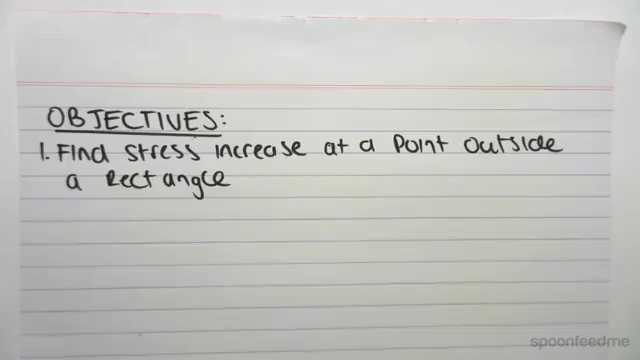 OBJECTIVES:
1. Find stress increase at a point outside
a Rectangle
spoonfeedme